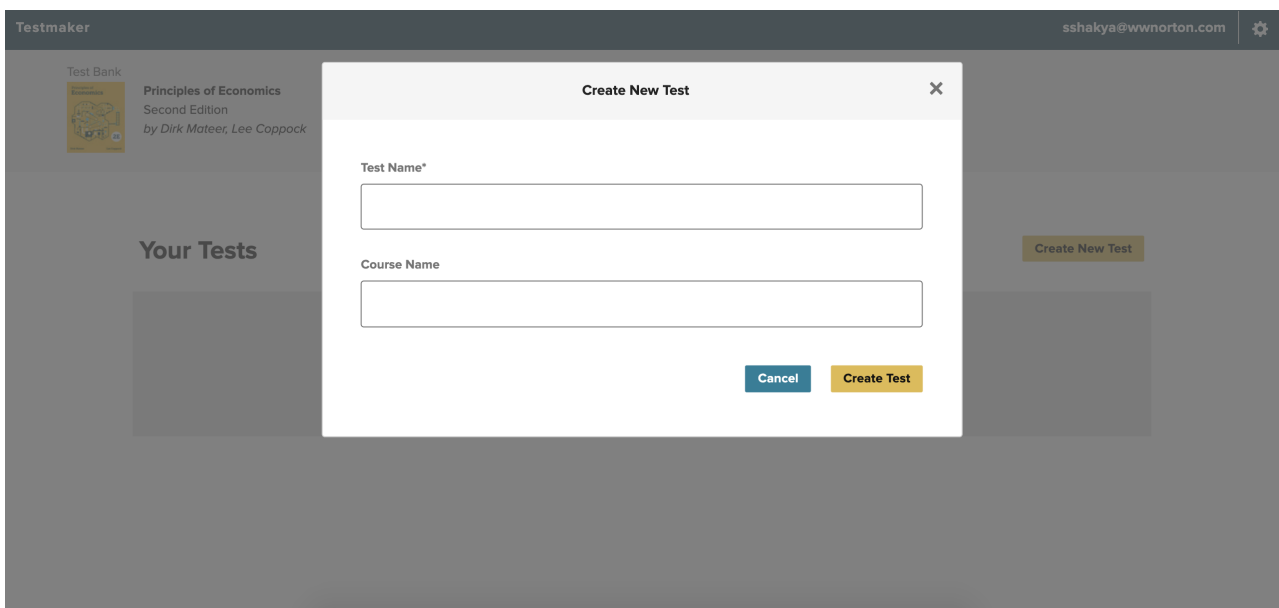 Testmaker
sshakya@wwnorton.com
Test Bank
Principles of Economics
Second Edition
by Dirk Mateer, Lee Coppock
Create New Test
Test Name*
Your Tests
Create New Test
Course Name
Cancel
Create Test